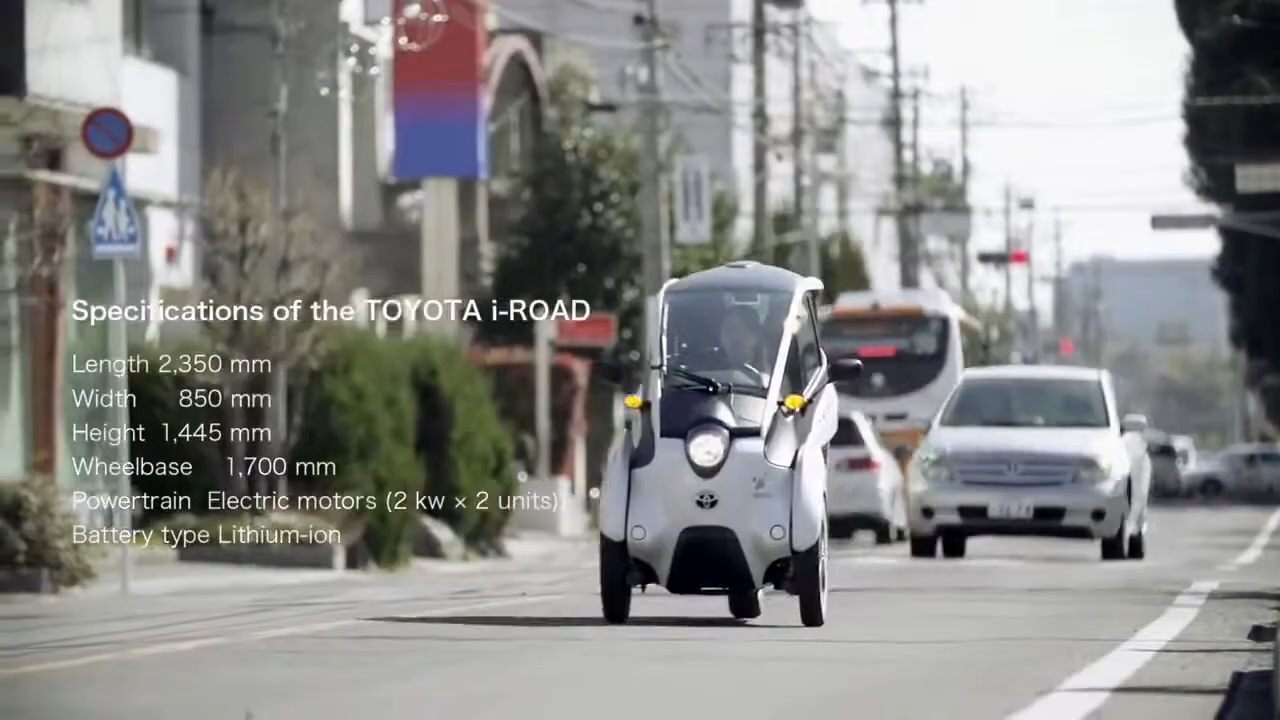 Specifications of the TOYOTA i-ROAD
Length 2,350 mm
Width 850 mm
Height 1,445 mm
Wheelbase 1,700 mm
Powertrain Electric motors (2 kw × 2 units)
Battery type Lithium-ion